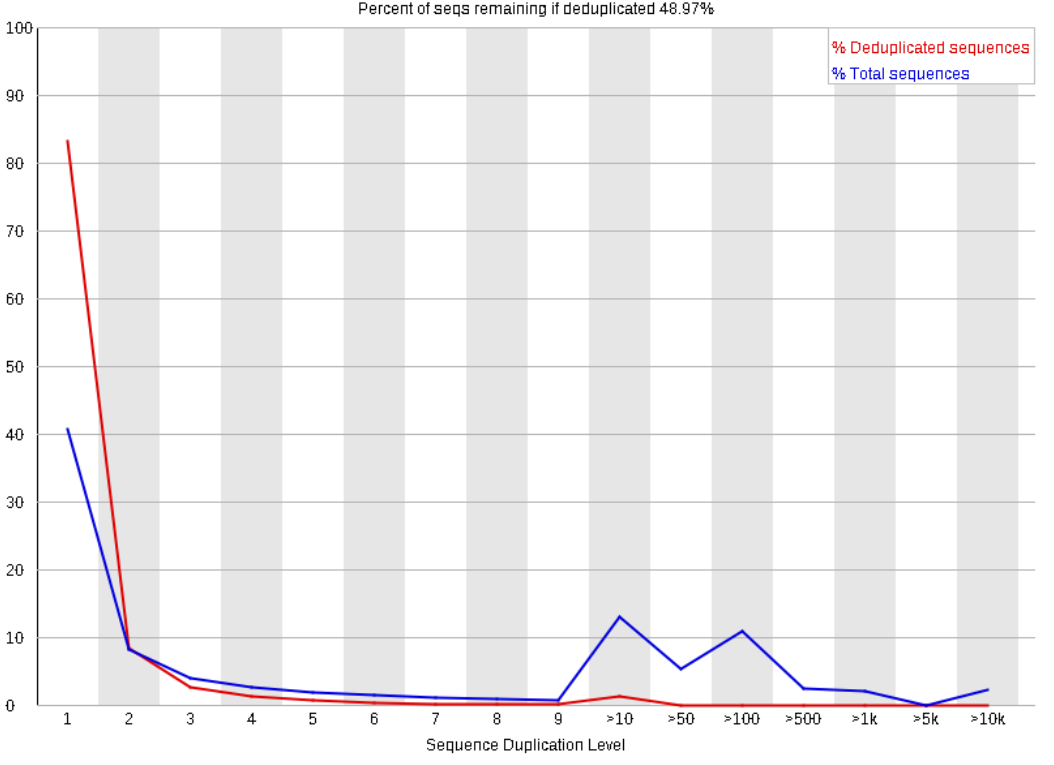 Percent of seqs remaining if deduplicated 48.97%
% Deduplicated sequences
% Total sequences
100
90
80
70
60
50
40
30
20
10
0
1 2 3 4 5 6 7 8 9 >10 >50 >100 >500 >1k >5k >10k
Sequence Duplication Level